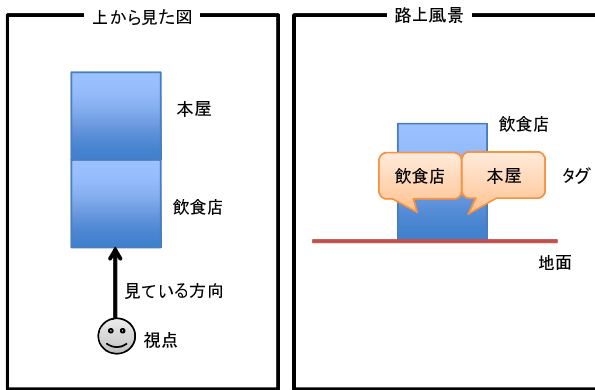 上から見た図
本屋
飲食店
見ている方向
視点
路上風景
飲食店
飲食店
本屋
タグ
地面